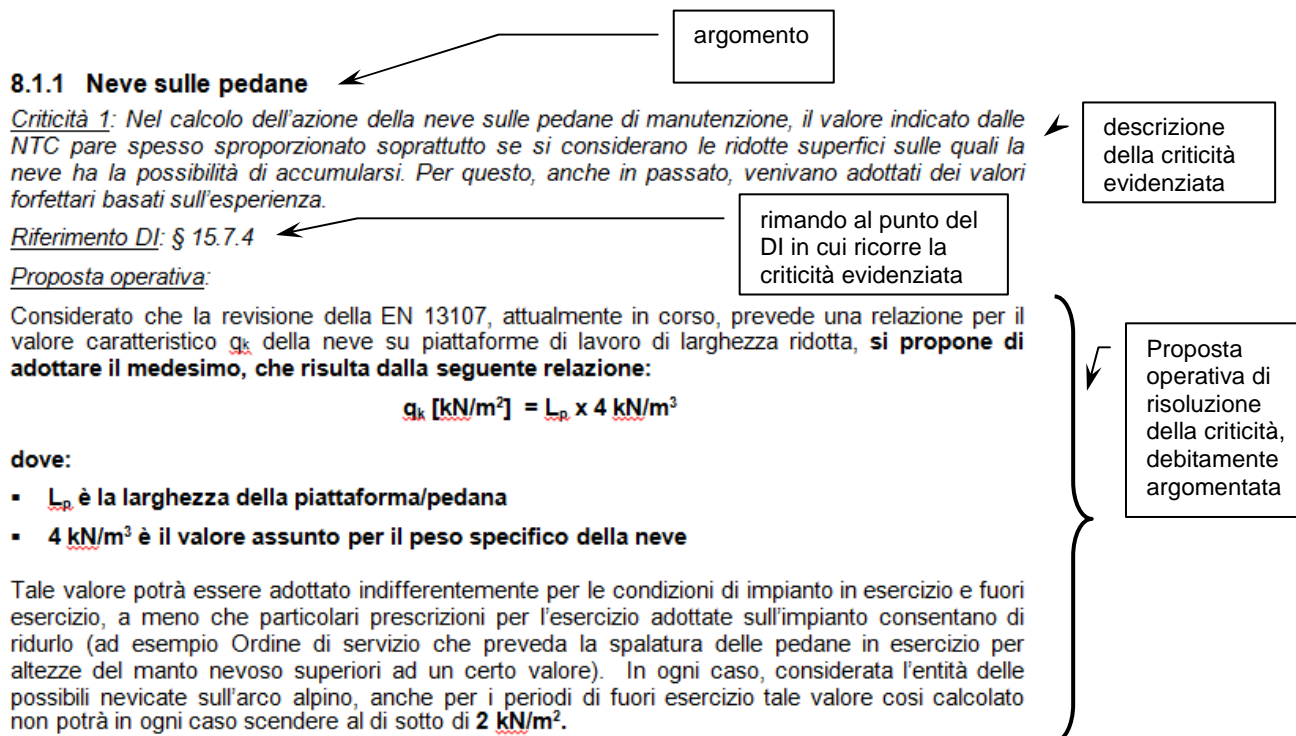 argomento
8.1.1 Neve sulle pedane
Criticità 1: Nel calcolo dell'azione della neve sulle pedane di manutenzione, il valore indicato dalle
NTC pare spesso sproporzionato soprattutto se si considerano le ridotte superfici sulle quali la
neve ha la possibilità di accumularsi. Per questo, anche in passato, venivano adottati dei valori
forfettari basati sull'esperienza.
descrizione
della criticità
evidenziata
Riferimento DI: § 15.7.4
rimando al punto del
DI in cui ricorre la
criticità evidenziata
Proposta operativa:
Considerato che la revisione della EN 13107, attualmente in corso, prevede una relazione per il
valore caratteristico qk della neve su piattaforme di lavoro di larghezza ridotta, si propone di
adottare il medesimo, che risulta dalla seguente relazione:
qk [kN/m²] = Lp x 4 kN/m³
dove:
▪ Lp è la larghezza della piattaforma/pedana
▪ 4 kN/m³ è il valore assunto per il peso specifico della neve
Tale valore potrà essere adottato indifferentemente per le condizioni di impianto in esercizio e fuori
esercizio, a meno che particolari prescrizioni per l'esercizio adottate sull'impianto consentano di
ridurlo (ad esempio Ordine di servizio che preveda la spalatura delle pedane in esercizio per
altezze del manto nevoso superiori ad un certo valore). In ogni caso, considerata l'entità delle
possibili nevicate sull'arco alpino, anche per i periodi di fuori esercizio tale valore cosi calcolato
non potrà in ogni caso scendere al di sotto di 2 kN/m².
Proposta
operativa di
risoluzione
della criticità,
debitamente
argomentata